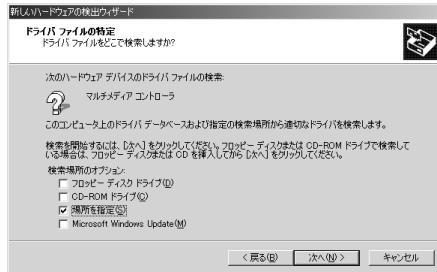 新しいハードウェアの検出ウィザード
ドライバ ファイルの特定
ドライバ ファイルをどこで検索しますか?
次のハードウェア デバイスのドライバ ファイルの検索:
マルチメディア コントローラ
このコンピュータ上のドライバ データベースおよび指定の検索場所から適切なドライバを検索します。
検索を開始するには、[次へ] をクリックしてください。フロッピー ディスクまたは CD-ROM ドライブで検索して
いる場合は、フロッピー ディスクまたは CD を挿入してから [次へ] をクリックしてください。
検索場所のオプション:
フロッピー ディスク ドライブ(D)
CD-ROM ドライブ(C)
場所を指定(S)
Microsoft Windows Update(M)
< 戻る(B)
次へ(N) >
キャンセル